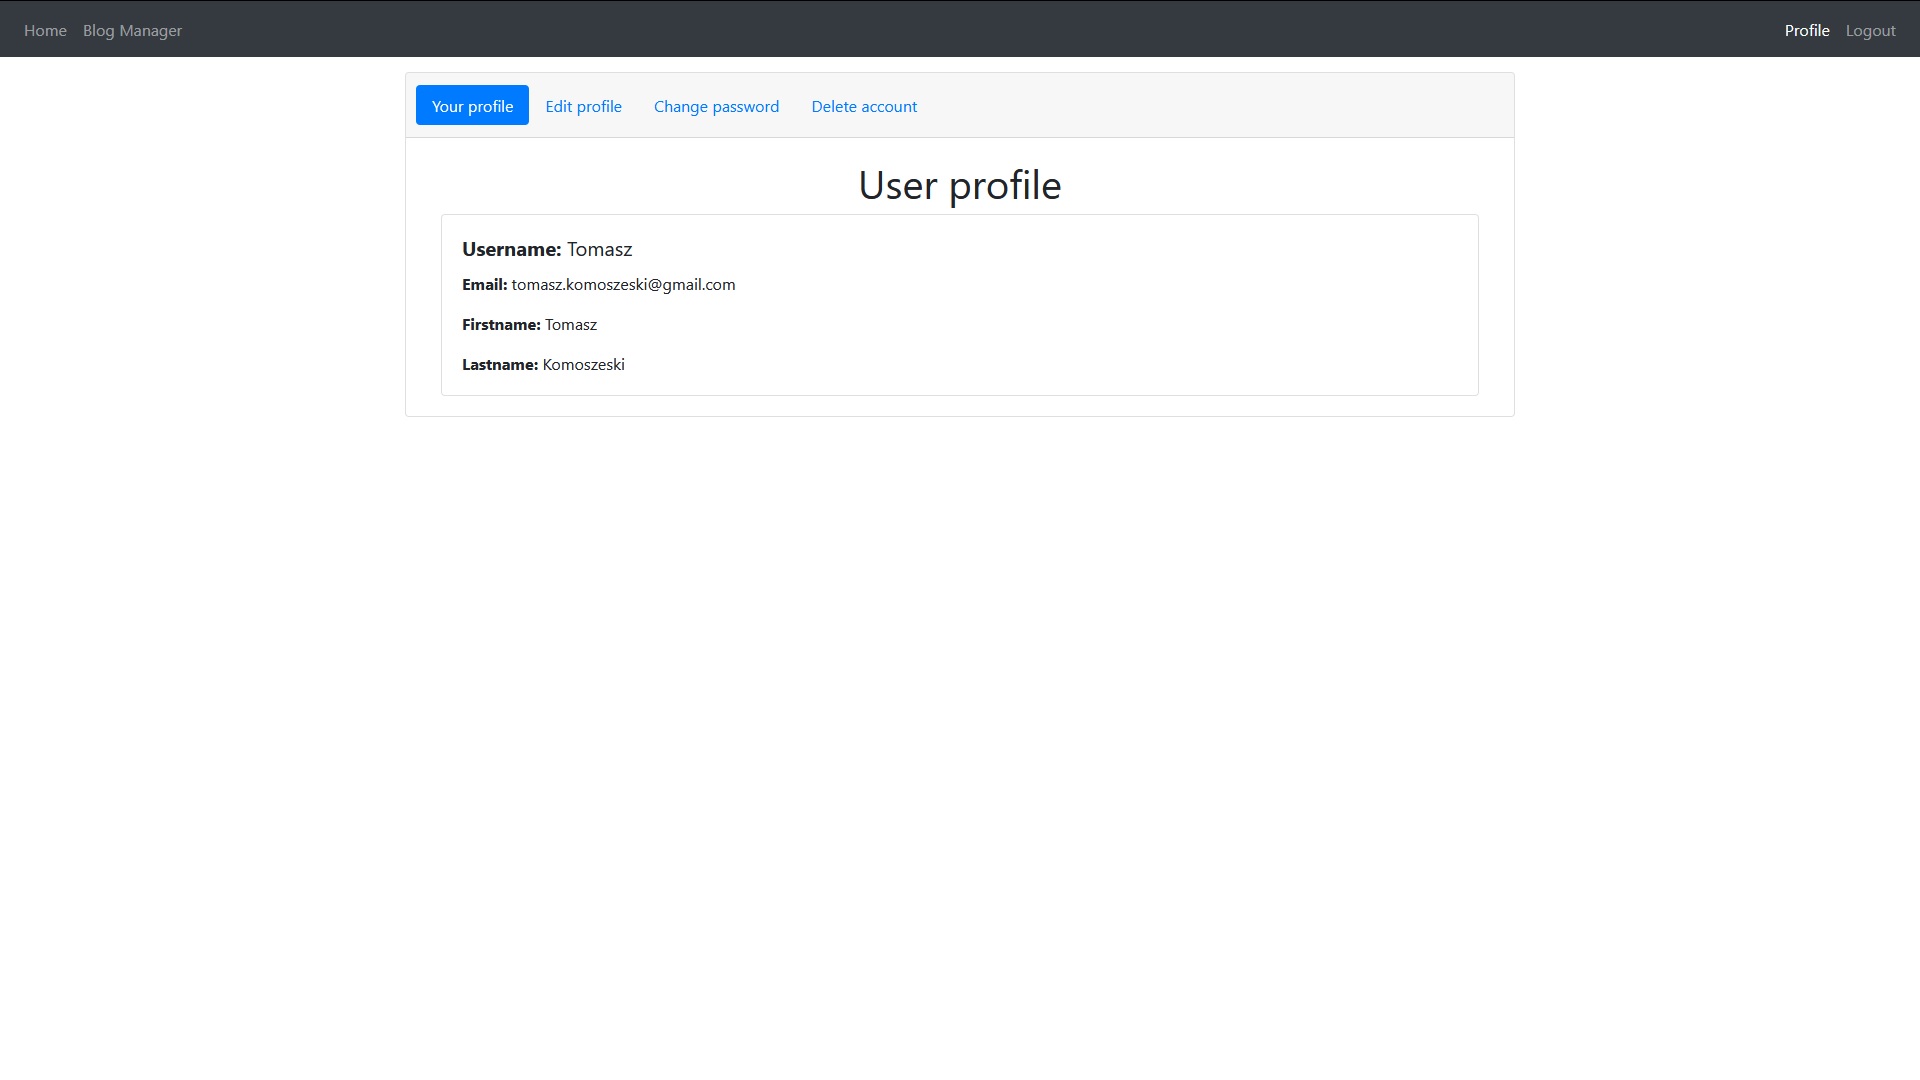 Home Blog Manager Profile Logout
Your profile Edit profile Change password Delete account
User profile
Username: Tomasz
Email: tomasz.komoszeski@gmail.com
Firstname: Tomasz
Lastname: Komoszeski